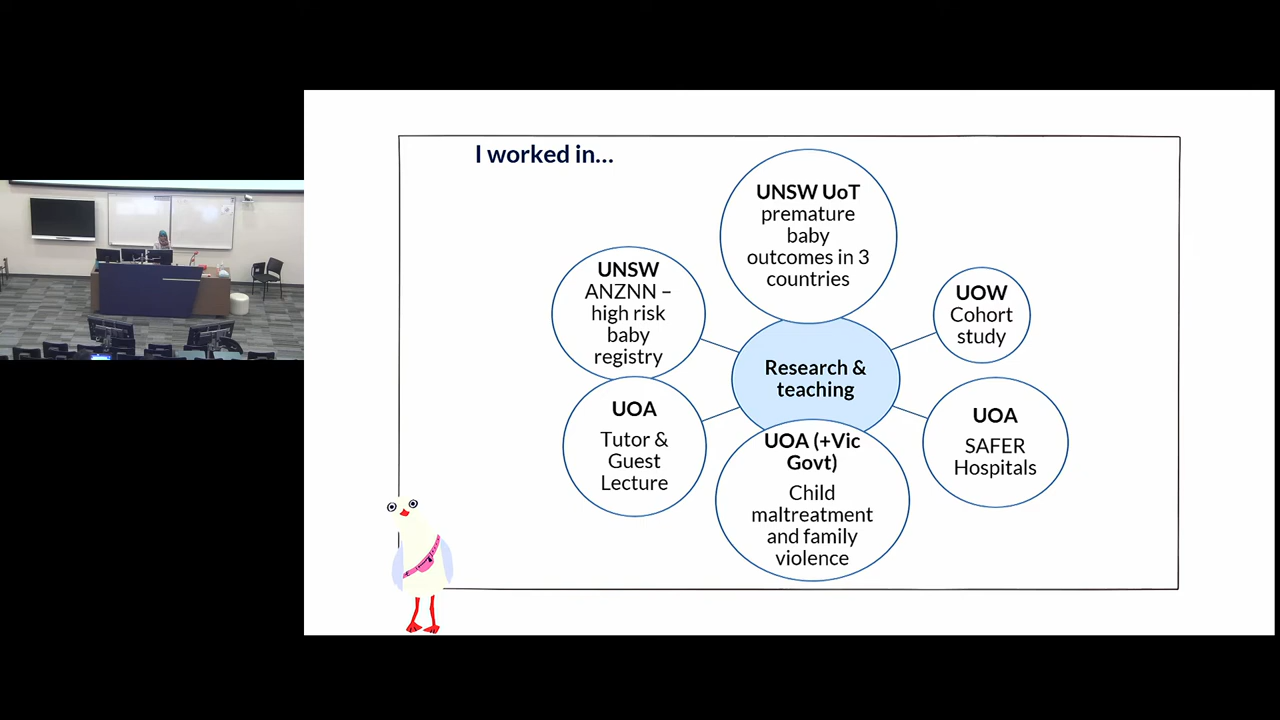 I worked in...
UNSW UoT
premature
baby
outcomes in 3
countries
UNSW
ANZNN –
high risk
baby
registry
UOW
Cohort
study
Research &
teaching
UOA
Tutor &
Guest
Lecture
UOA (+Vic
Govt)
Child
maltreatment
and family
violence
UOA
SAFER
Hospitals